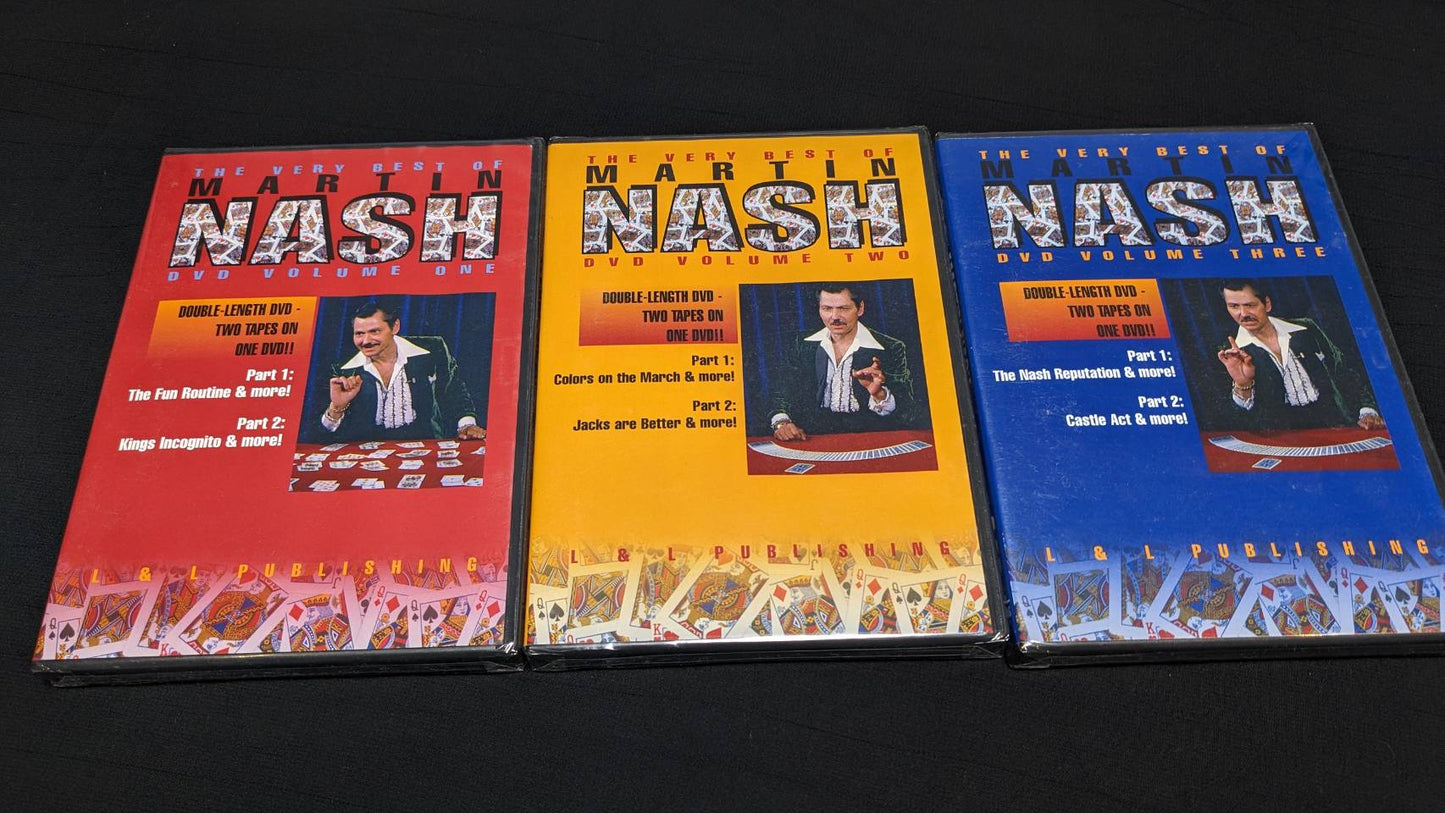 THE VERY BEST OF
MARTIN
NASH
DVD VOLUME ONE
DOUBLE-LENGTH DVD -
TWO TAPES ON
ONE DVD!!
Part 1:
The Fun Routine & more!
Part 2:
Kings Incognito & more!
L & L PUBLISHING
THE VERY BEST OF
MARTIN
NASH
DVD VOLUME TWO
DOUBLE-LENGTH DVD -
TWO TAPES ON
ONE DVD!!
Part 1:
Colors on the March & more!
Part 2:
Jacks are Better & more!
L & L PUBLISHING
THE VERY BEST OF
MARTIN
NASH
DVD VOLUME THREE
DOUBLE-LENGTH DVD -
TWO TAPES ON
ONE DVD!!
Part 1:
The Nash Reputation & more!
Part 2:
Castle Act & more!
L & L PUBLISHING